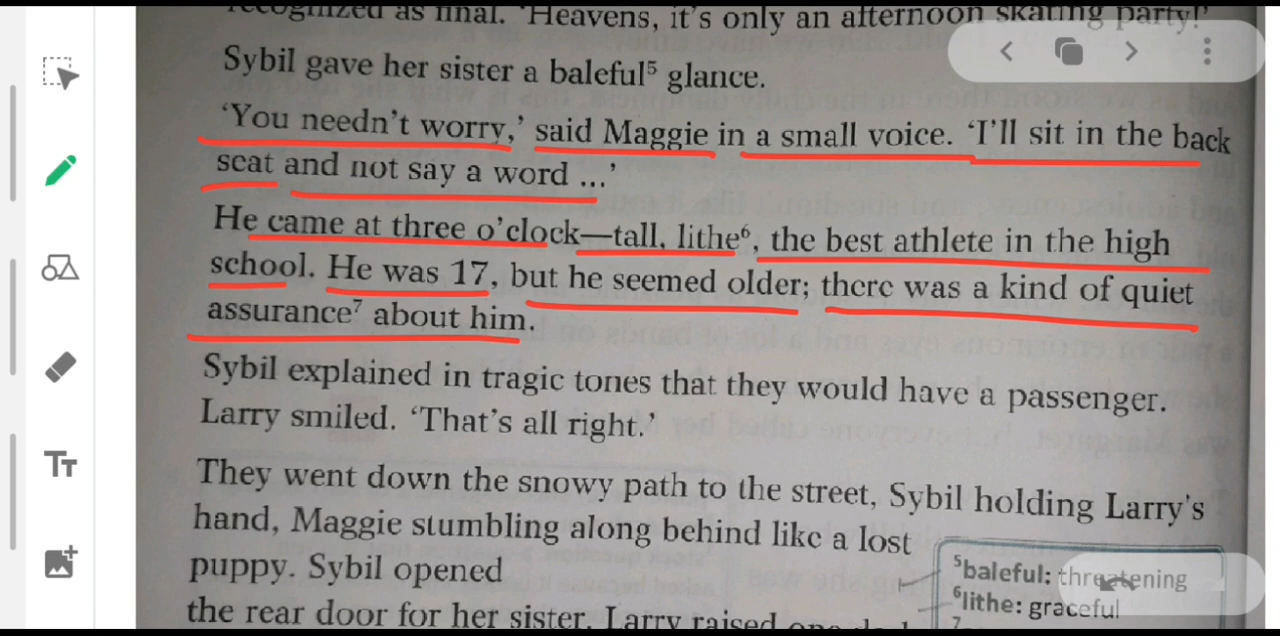 recognized as final. 'Heavens, it's only an afternoon skating party!'
Sybil gave her sister a baleful⁵ glance.
'You needn't worry,' said Maggie in a small voice. 'I'll sit in the back
seat and not say a word ...'
He came at three o'clock—tall, lithe⁶, the best athlete in the high
school. He was 17, but he seemed older; there was a kind of quiet
assurance⁷ about him.
Sybil explained in tragic tones that they would have a passenger.
Larry smiled. 'That's all right.'
They went down the snowy path to the street, Sybil holding Larry's
hand, Maggie stumbling along behind like a lost
puppy. Sybil opened
the rear door for her sister. Larry raised one
⁵baleful: threatening
⁶lithe: graceful
7
Tт